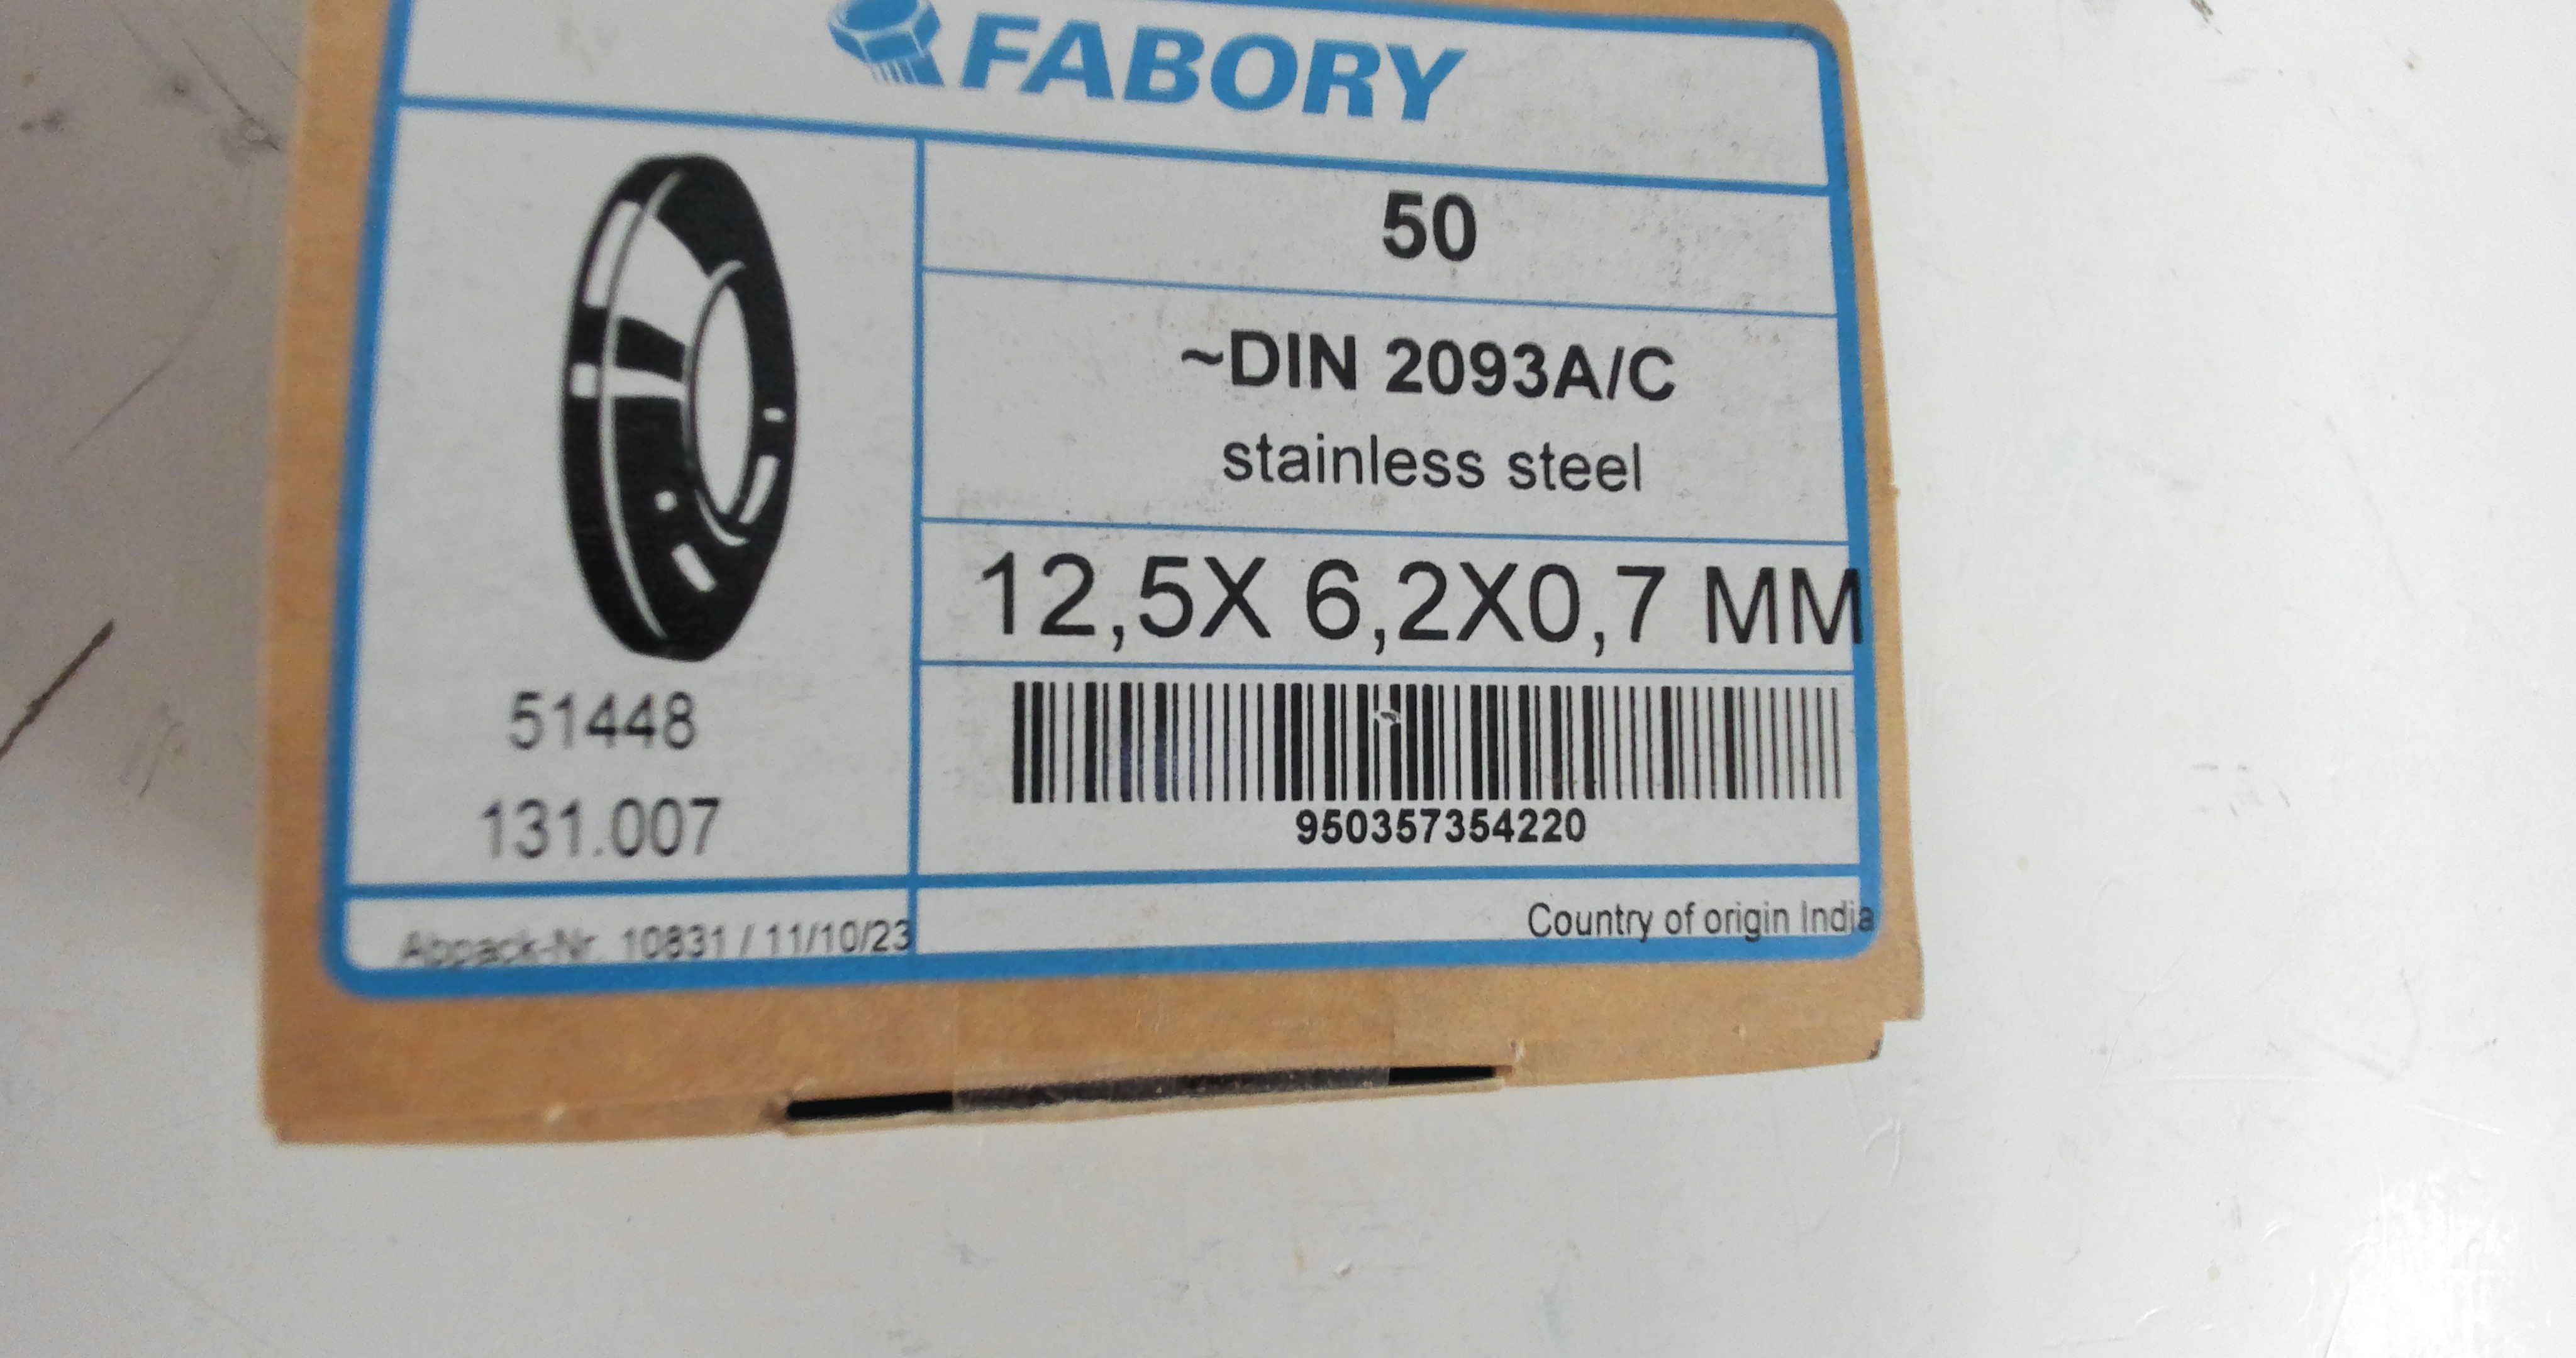 FABORY
50
~DIN 2093A/C
stainless steel
12,5X 6,2X0,7 MM
51448
131.007
950357354220
Abpack-Nr. 10831 / 11/10/23
Country of origin India